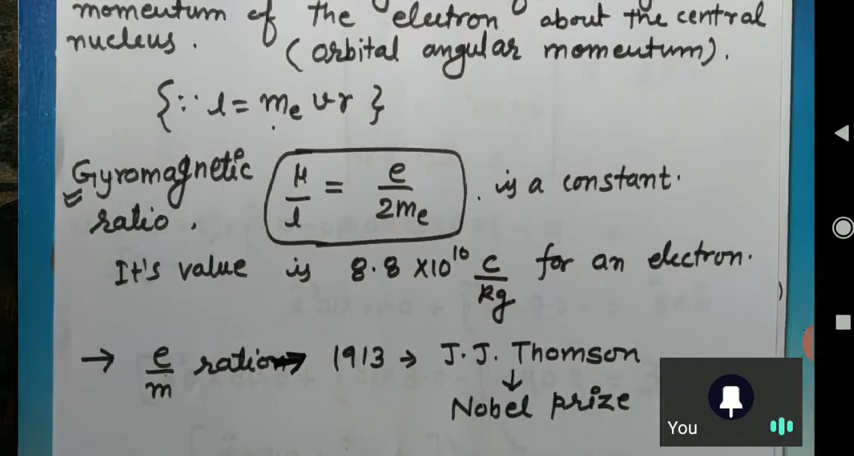 momentum of the electron about the central
nucleus. (orbital angular momentum).
{∵ l = mₑ v r }
Gyromagnetic ratio. μ/l = e/2mₑ . is a constant.
It's value is 8.8 ×10¹⁰ C/kg for an electron.
→ e/m ratio → 1913 → J.J. Thomson
↓
Nobel prize
You